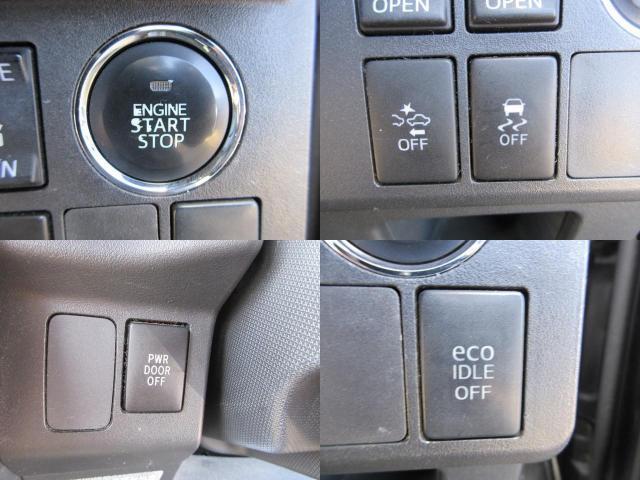 E
N
ENGINE
START
STOP
OPEN
OPEN
OFF
OFF
PWR
DOOR
OFF
eco
IDLE
OFF